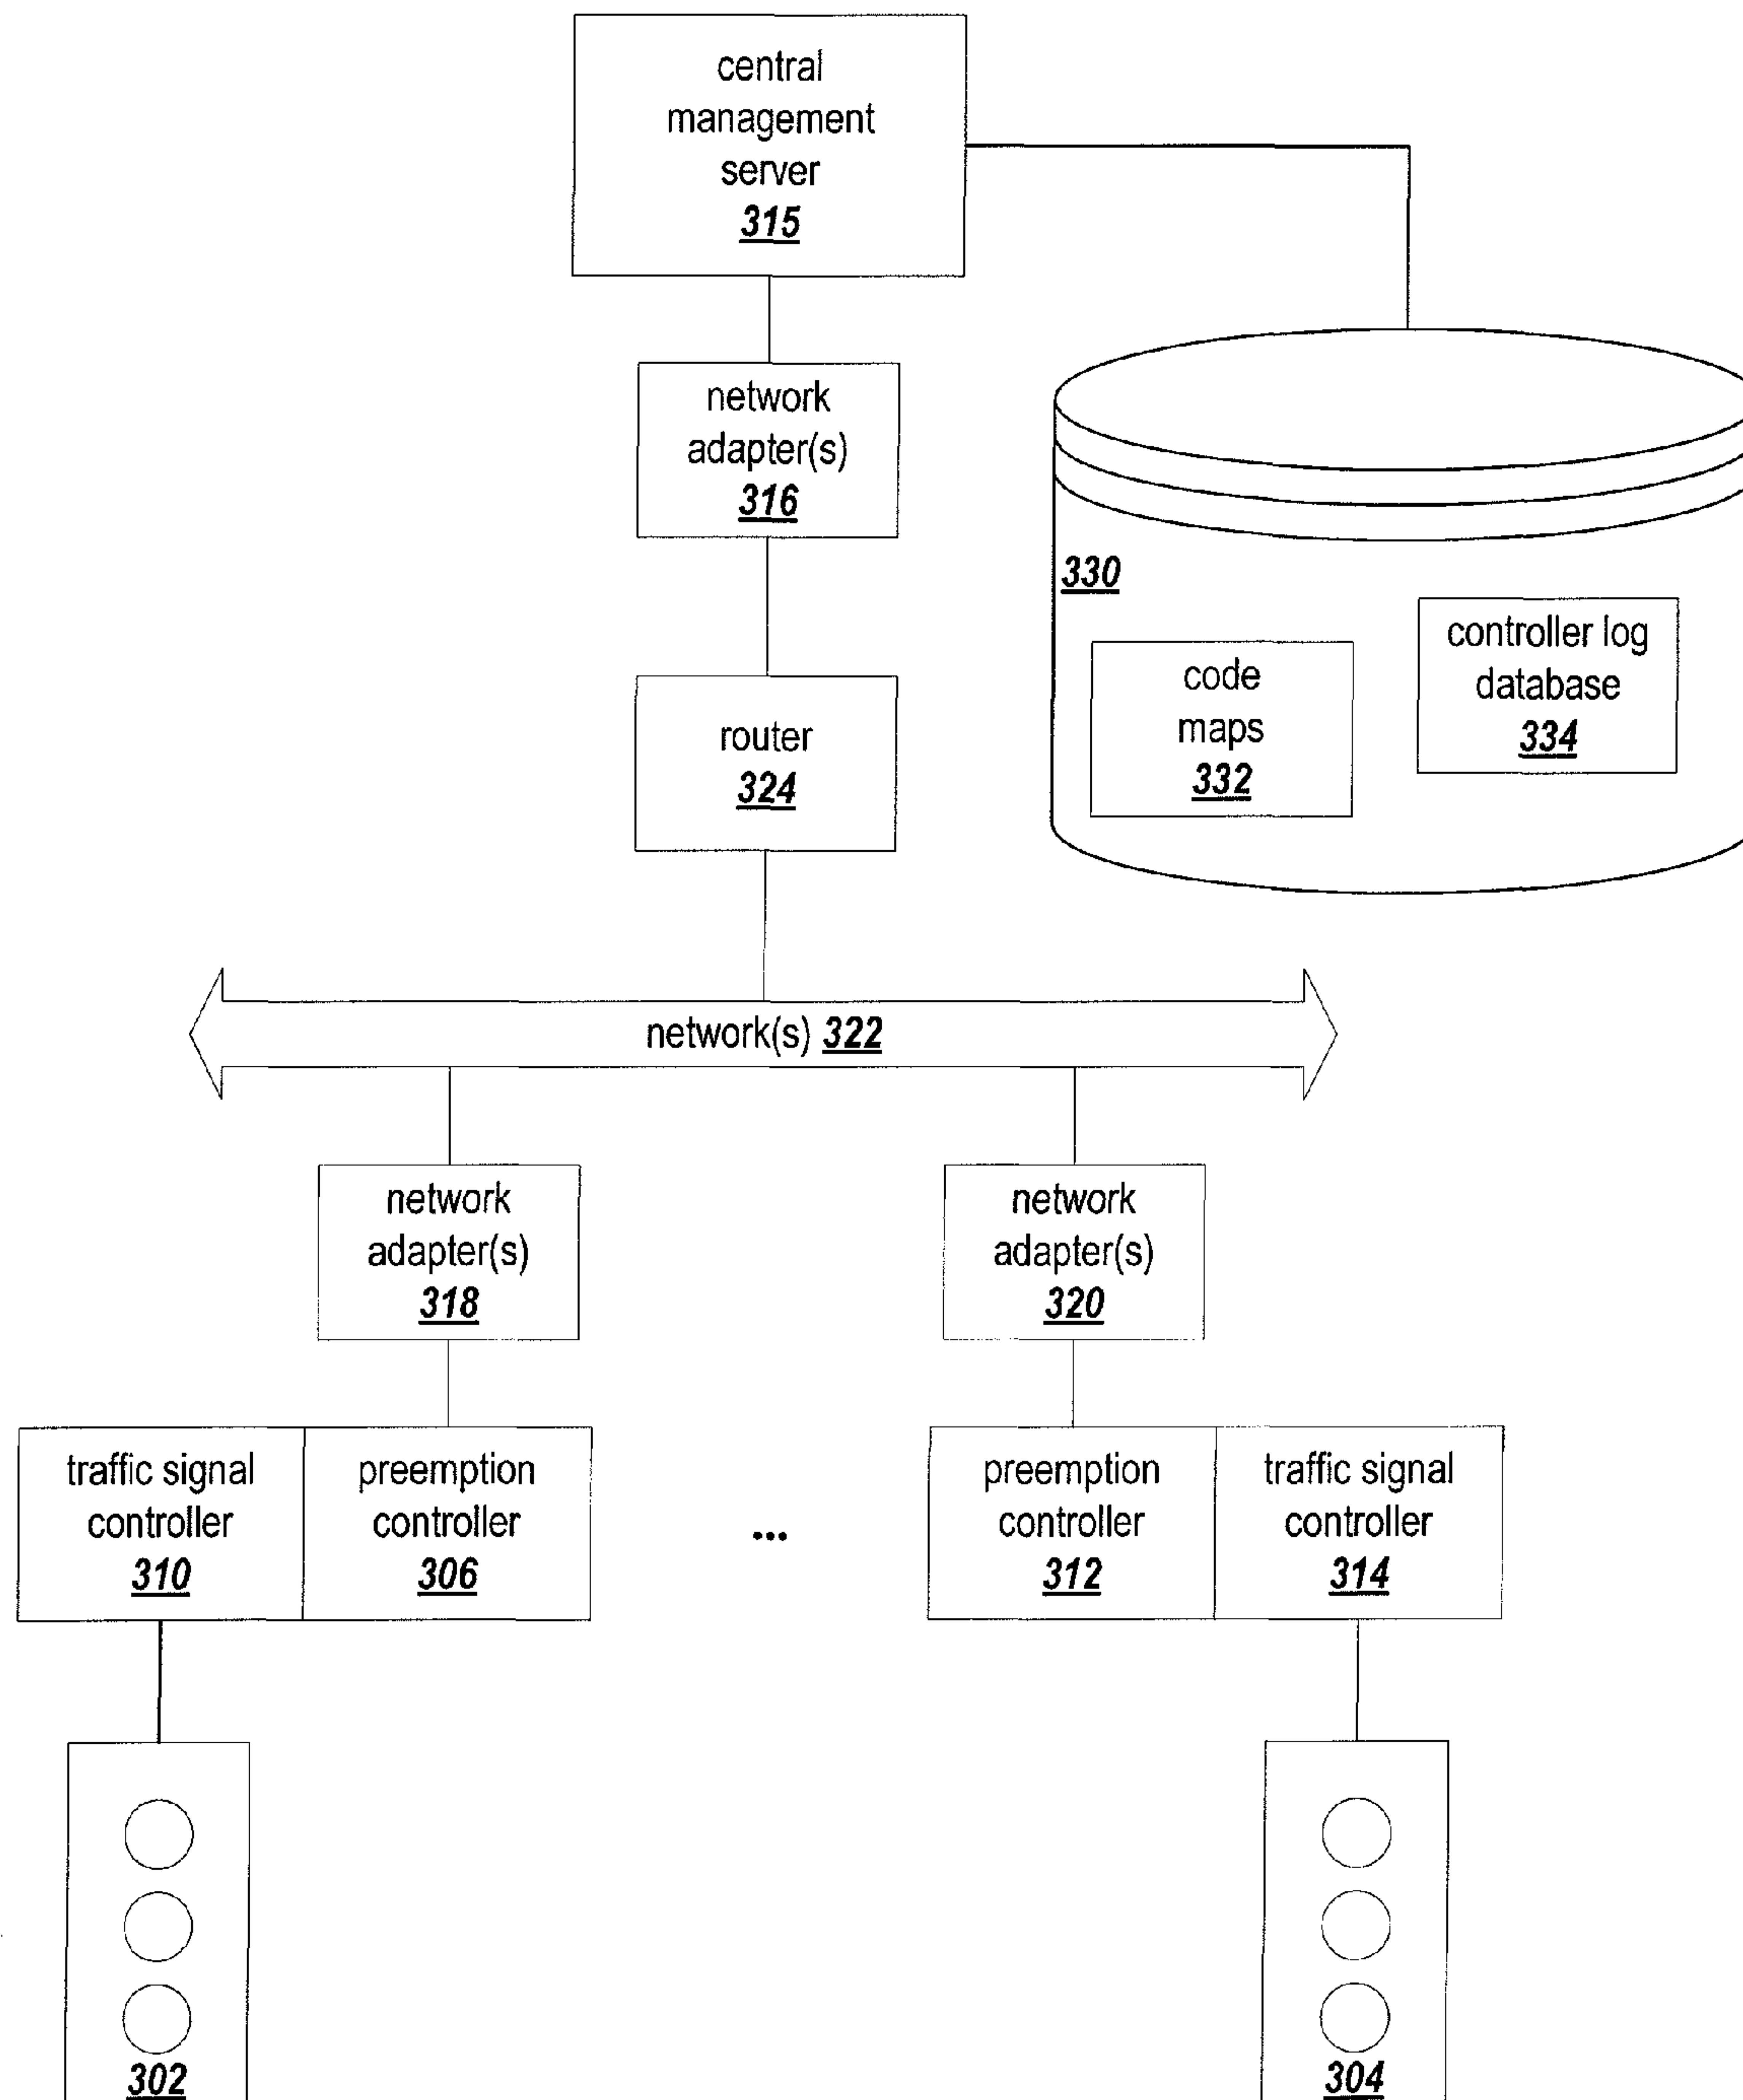 central
management
server
315
network
adapter(s)
316
330
code
maps
332
controller log
database
334
router
324
network(s) 322
network
adapter(s)
318
network
adapter(s)
320
traffic signal
controller
310
preemption
controller
306
...
preemption
controller
312
traffic signal
controller
314
302
304